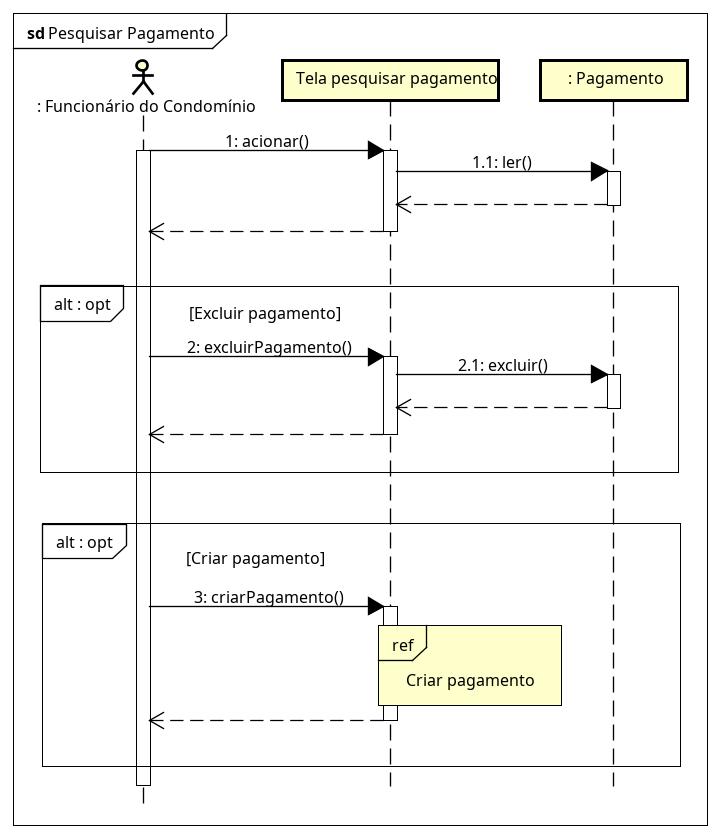 sd Pesquisar Pagamento
: Funcionário do Condomínio
Tela pesquisar pagamento
: Pagamento
1: acionar()
1.1: ler()
alt : opt
[Excluir pagamento]
2: excluirPagamento()
2.1: excluir()
alt : opt
[Criar pagamento]
3: criarPagamento()
ref
Criar pagamento